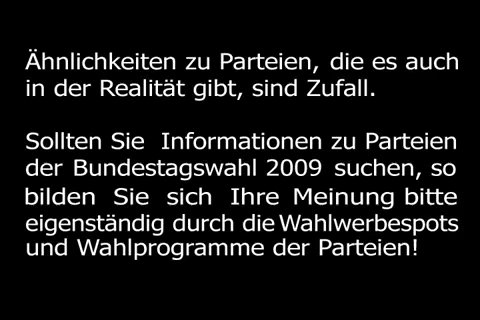 Ähnlichkeiten zu Parteien, die es auch
in der Realität gibt, sind Zufall.
Sollten Sie Informationen zu Parteien
der Bundestagswahl 2009 suchen, so
bilden Sie sich Ihre Meinung bitte
eigenständig durch die Wahlwerbespots
und Wahlprogramme der Parteien!